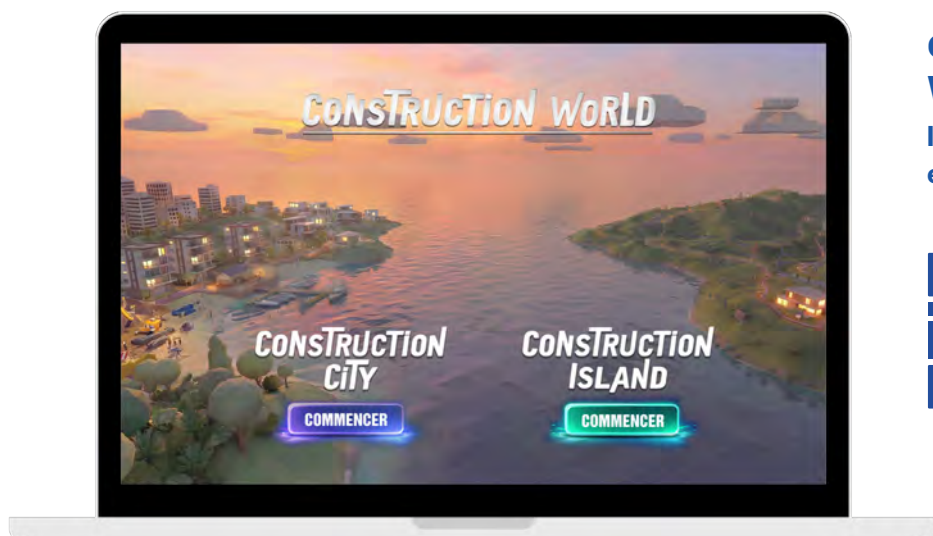 CONSTRUCTION WORLD
CONSTRUCTION
CITY
COMMENCER
CONSTRUCTION
ISLAND
COMMENCER